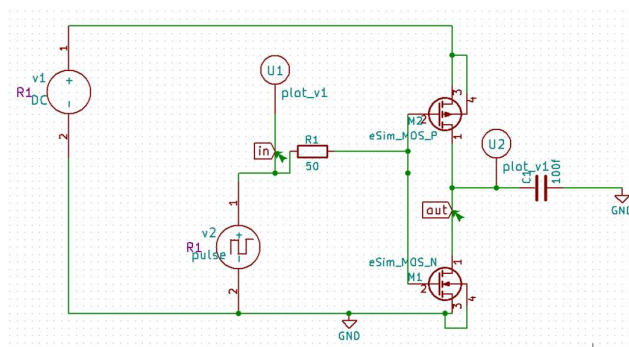 1
v1
+
R1
DC
-
2
U1
plot_v1
in
R1
50
1
v2
+
R1
pulse
-
2
GND
3
4
M2
2
eSim_MOS_P
1
U2
plot_v1
C1
100f
GND
out
eSim_MOS_N
1
M1
2
4
3